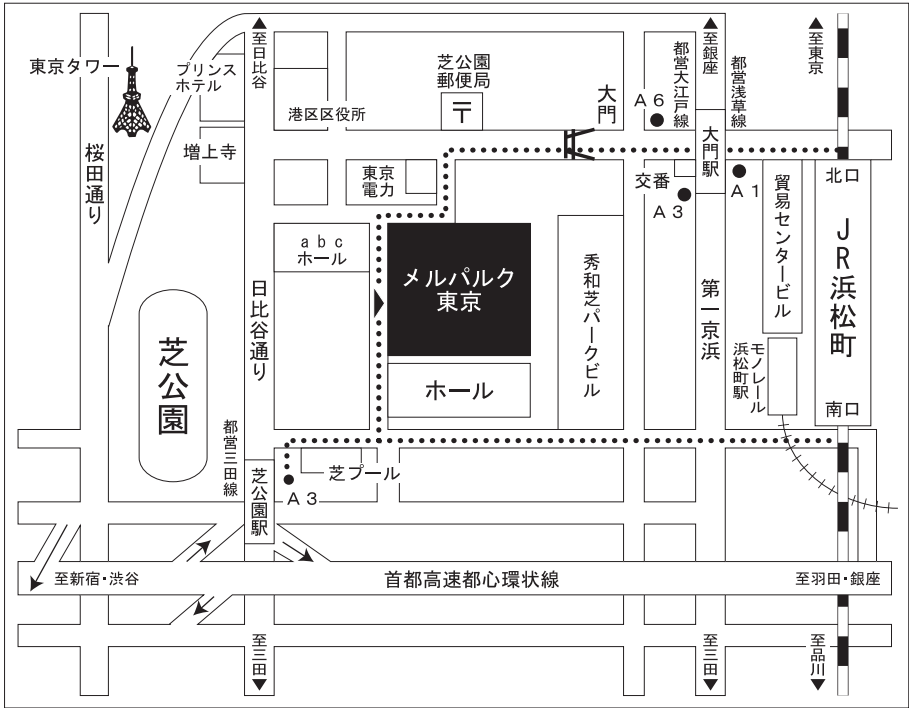 至日比谷
至銀座
至東京
東京タワー
プリンス
ホテル
芝公園
郵便局
〒
港区区役所
大門
A6
都営大江戸線
都営浅草線
桜田通り
増上寺
東京
電力
交番
A3
大門駅
A1
北口
abc
ホール
メルパルク
東京
秀和芝パークビル
第一京浜
貿易センタービル
JR浜松町
日比谷通り
芝公園
ホール
モノレール
浜松町駅
南口
都営三田線
芝プール
A3
芝公園駅
至新宿・渋谷
首都高速都心環状線
至羽田・銀座
至三田
至三田
至品川